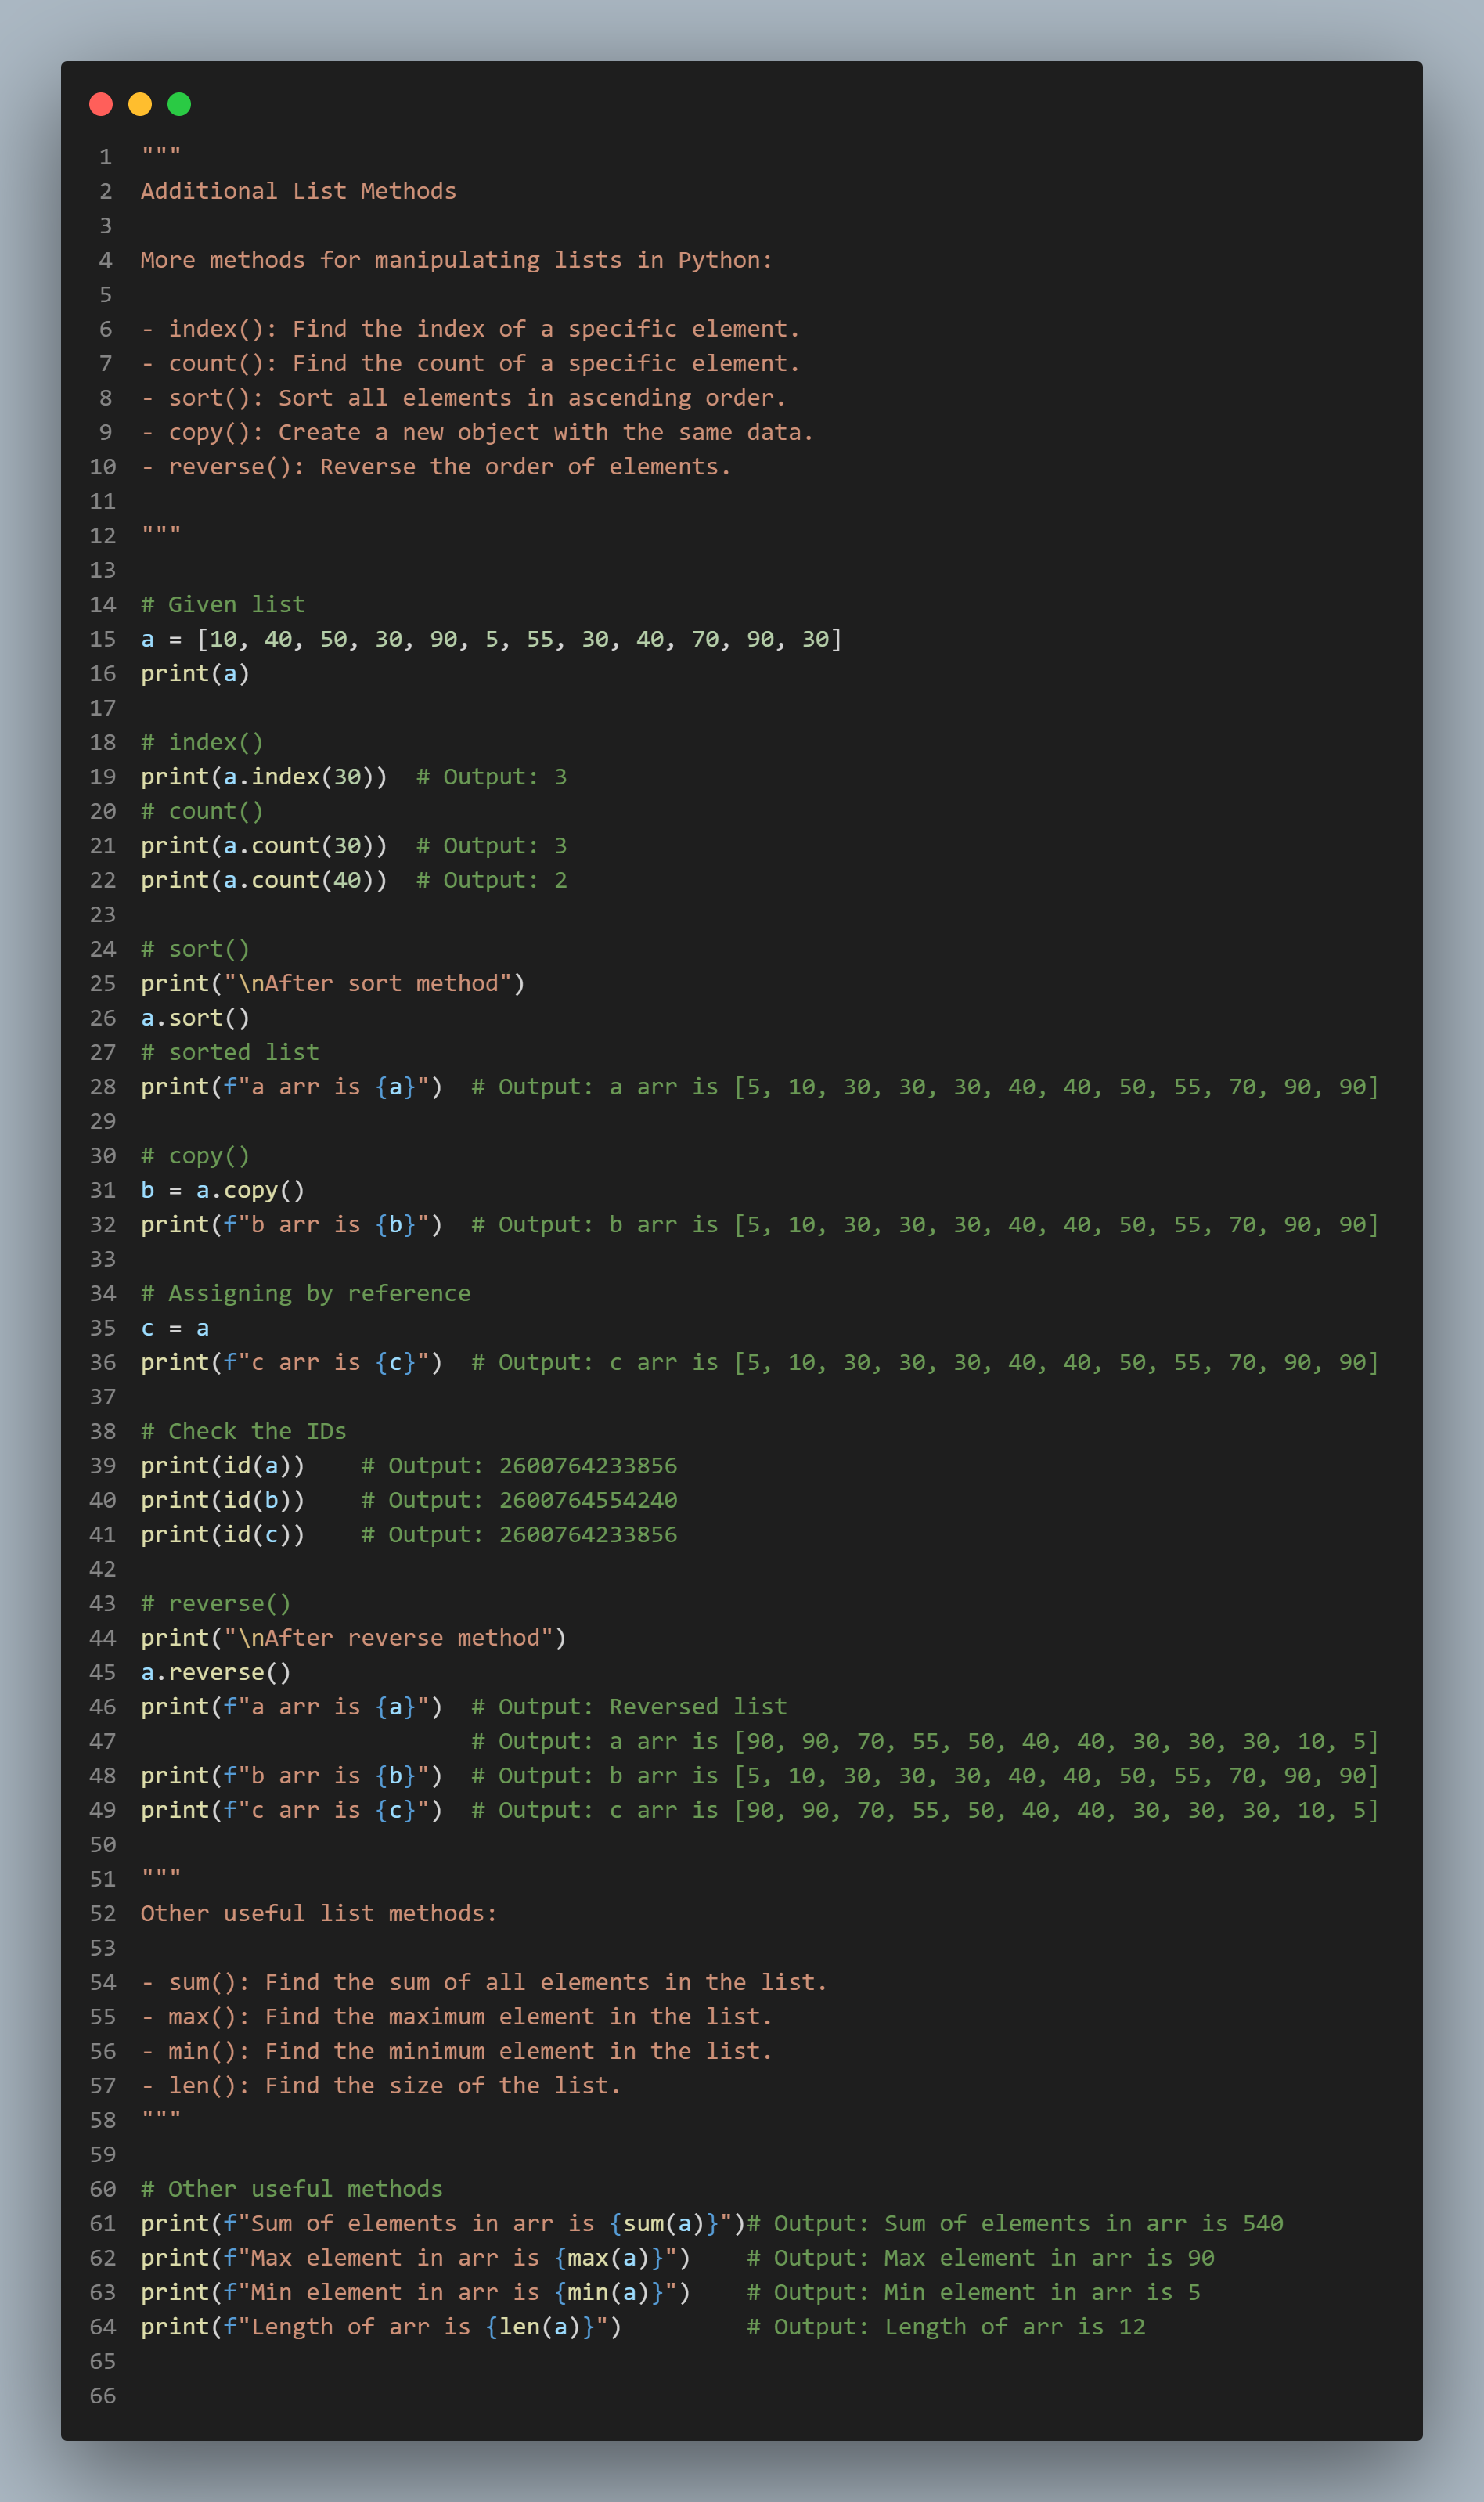 1 """
2 Additional List Methods
3
4 More methods for manipulating lists in Python:
5
6 - index(): Find the index of a specific element.
7 - count(): Find the count of a specific element.
8 - sort(): Sort all elements in ascending order.
9 - copy(): Create a new object with the same data.
10 - reverse(): Reverse the order of elements.
11
12 """
13
14 # Given list
15 a = [10, 40, 50, 30, 90, 5, 55, 30, 40, 70, 90, 30]
16 print(a)
17
18 # index()
19 print(a.index(30))  # Output: 3
20 # count()
21 print(a.count(30))  # Output: 3
22 print(a.count(40))  # Output: 2
23
24 # sort()
25 print("\nAfter sort method")
26 a.sort()
27 # sorted list
28 print(f"a arr is {a}")  # Output: a arr is [5, 10, 30, 30, 30, 40, 40, 50, 55, 70, 90, 90]
29
30 # copy()
31 b = a.copy()
32 print(f"b arr is {b}")  # Output: b arr is [5, 10, 30, 30, 30, 40, 40, 50, 55, 70, 90, 90]
33
34 # Assigning by reference
35 c = a
36 print(f"c arr is {c}")  # Output: c arr is [5, 10, 30, 30, 30, 40, 40, 50, 55, 70, 90, 90]
37
38 # Check the IDs
39 print(id(a))    # Output: 2600764233856
40 print(id(b))    # Output: 2600764554240
41 print(id(c))    # Output: 2600764233856
42
43 # reverse()
44 print("\nAfter reverse method")
45 a.reverse()
46 print(f"a arr is {a}")  # Output: Reversed list
47                         # Output: a arr is [90, 90, 70, 55, 50, 40, 40, 30, 30, 30, 10, 5]
48 print(f"b arr is {b}")  # Output: b arr is [5, 10, 30, 30, 30, 40, 40, 50, 55, 70, 90, 90]
49 print(f"c arr is {c}")  # Output: c arr is [90, 90, 70, 55, 50, 40, 40, 30, 30, 30, 10, 5]
50
51 """
52 Other useful list methods:
53
54 - sum(): Find the sum of all elements in the list.
55 - max(): Find the maximum element in the list.
56 - min(): Find the minimum element in the list.
57 - len(): Find the size of the list.
58 """
59
60 # Other useful methods
61 print(f"Sum of elements in arr is {sum(a)}")# Output: Sum of elements in arr is 540
62 print(f"Max element in arr is {max(a)}")    # Output: Max element in arr is 90
63 print(f"Min element in arr is {min(a)}")    # Output: Min element in arr is 5
64 print(f"Length of arr is {len(a)}")         # Output: Length of arr is 12
65
66